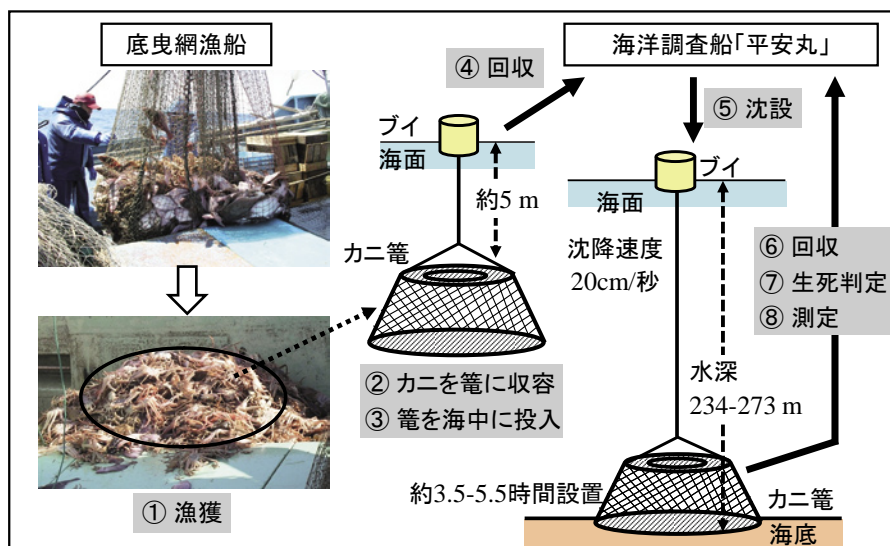 底曳網漁船
① 漁獲
ブイ
海面
約5 m
カニ篭
② カニを篭に収容
③ 篭を海中に投入
④ 回収
海洋調査船「平安丸」
⑤ 沈設
ブイ
海面
沈降速度
20cm/秒
水深
234-273 m
約3.5-5.5時間設置
カニ篭
海底
⑥ 回収
⑦ 生死判定
⑧ 測定